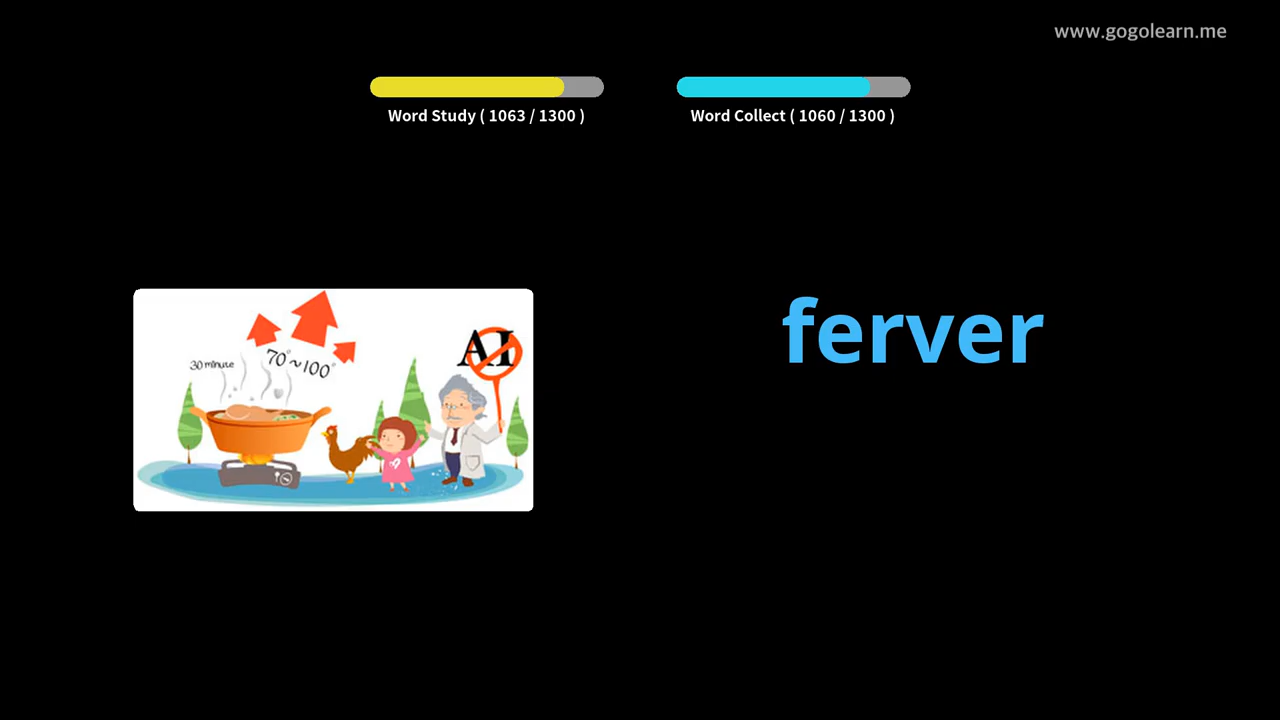 www.gogolearn.me
Word Study ( 1063 / 1300 )
Word Collect ( 1060 / 1300 )
30 minute
70°~100°
AI
ferver